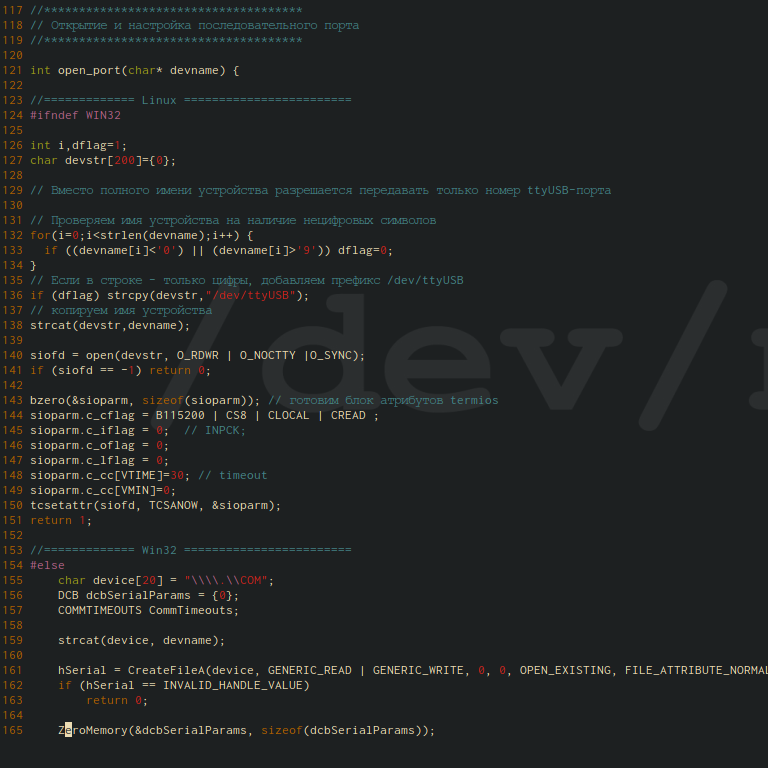 117 //*************************************
118 // Открытие и настройка последовательного порта
119 //*************************************
120
121 int open_port(char* devname) {
122
123 //============= Linux ========================
124 #ifndef WIN32
125
126 int i,dflag=1;
127 char devstr[200]={0};
128
129 // Вместо полного имени устройства разрешается передавать только номер ttyUSB-порта
130
131 // Проверяем имя устройства на наличие нецифровых символов
132 for(i=0;i<strlen(devname);i++) {
133   if ((devname[i]<'0') || (devname[i]>'9')) dflag=0;
134 }
135 // Если в строке - только цифры, добавляем префикс /dev/ttyUSB
136 if (dflag) strcpy(devstr,"/dev/ttyUSB");
137 // копируем имя устройства
138 strcat(devstr,devname);
139
140 siofd = open(devstr, O_RDWR | O_NOCTTY |O_SYNC);
141 if (siofd == -1) return 0;
142
143 bzero(&sioparm, sizeof(sioparm)); // готовим блок атрибутов termios
144 sioparm.c_cflag = B115200 | CS8 | CLOCAL | CREAD ;
145 sioparm.c_iflag = 0;  // INPCK;
146 sioparm.c_oflag = 0;
147 sioparm.c_lflag = 0;
148 sioparm.c_cc[VTIME]=30; // timeout
149 sioparm.c_cc[VMIN]=0;
150 tcsetattr(siofd, TCSANOW, &sioparm);
151 return 1;
152
153 //============= Win32 ========================
154 #else
155     char device[20] = "\\\\.\\COM";
156     DCB dcbSerialParams = {0};
157     COMMTIMEOUTS CommTimeouts;
158
159     strcat(device, devname);
160
161     hSerial = CreateFileA(device, GENERIC_READ | GENERIC_WRITE, 0, 0, OPEN_EXISTING, FILE_ATTRIBUTE_NORMAL
162     if (hSerial == INVALID_HANDLE_VALUE)
163         return 0;
164
165     ZeroMemory(&dcbSerialParams, sizeof(dcbSerialParams));
/dev/